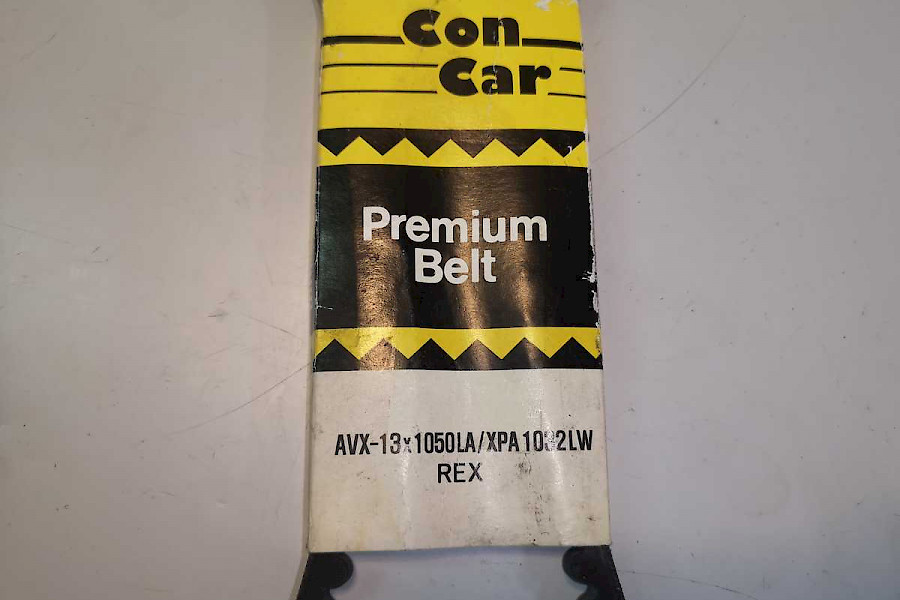 Con
Car
Premium
Belt
AVX-13x1050LA/XPA1032LW
REX